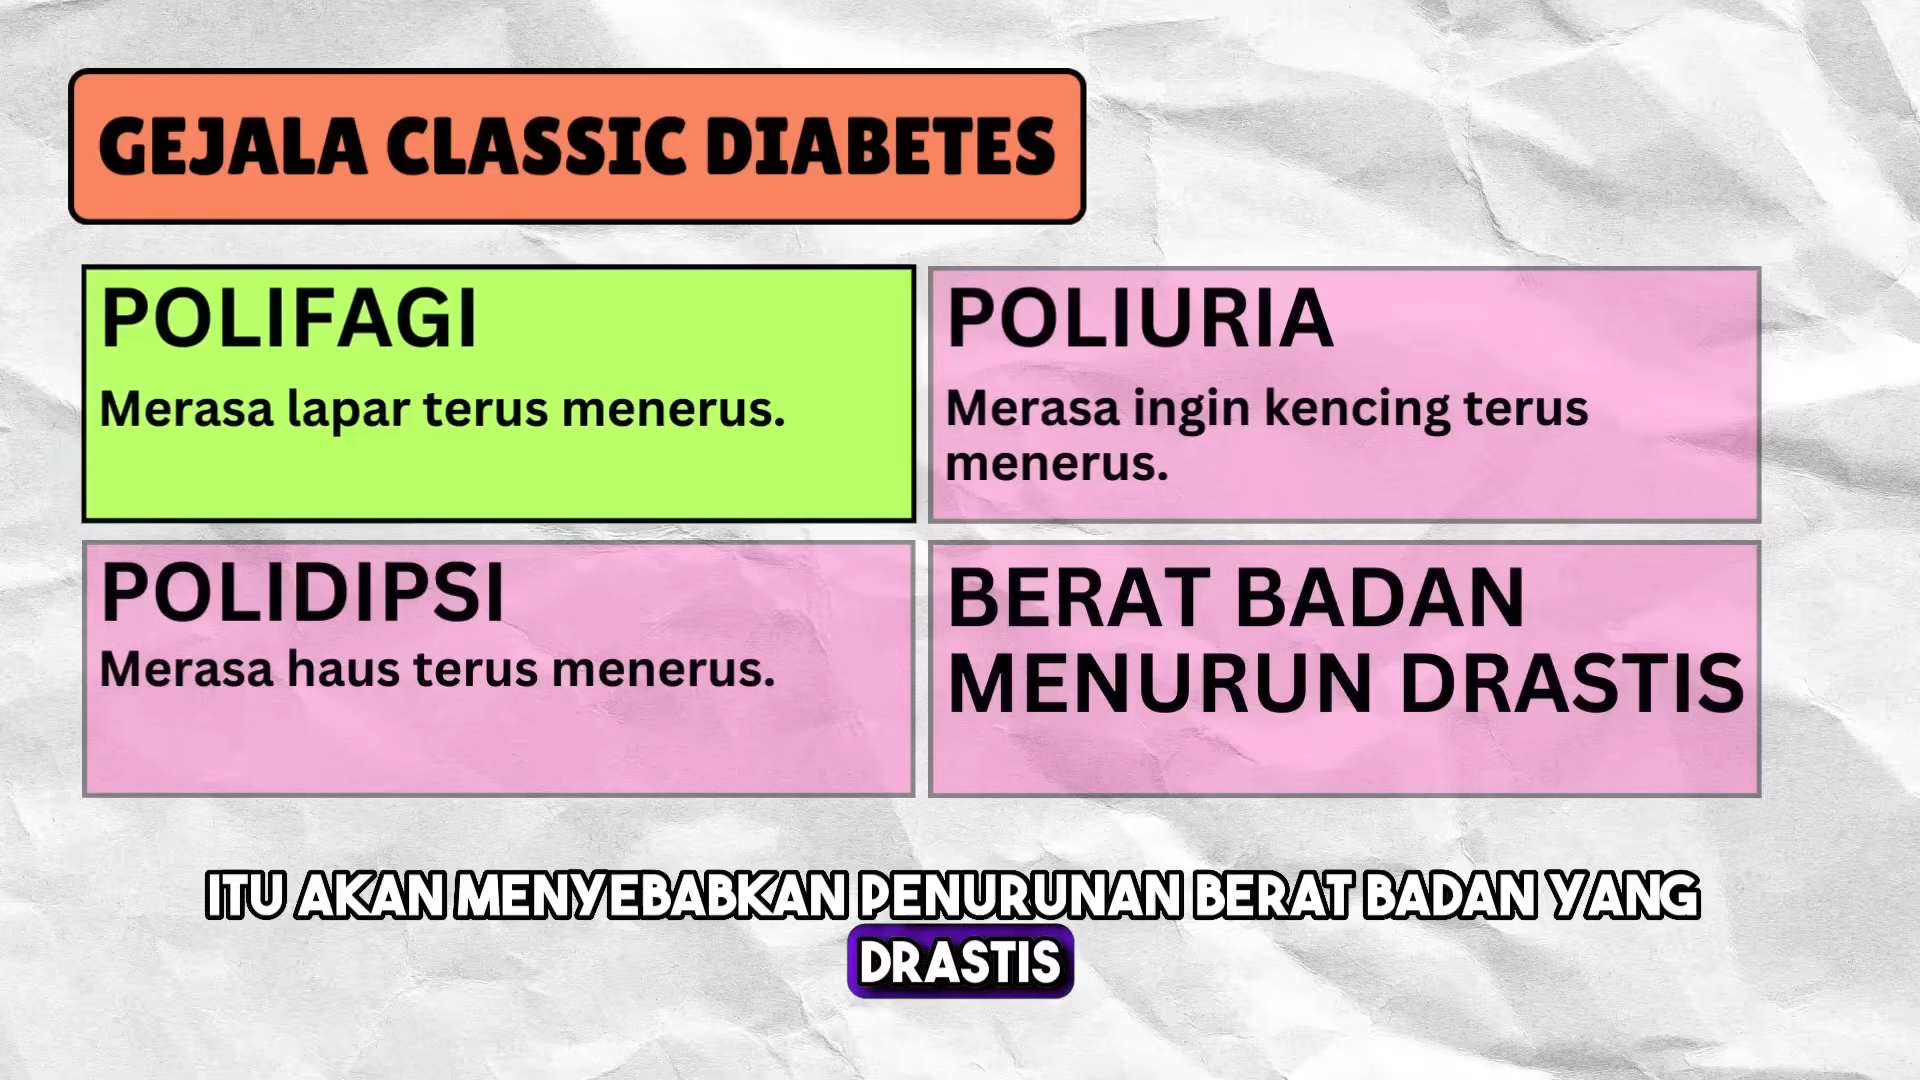 GEJALA CLASSIC DIABETES
POLIFAGI
Merasa lapar terus menerus.
POLIURIA
Merasa ingin kencing terus
menerus.
POLIDIPSI
Merasa haus terus menerus.
BERAT BADAN
MENURUN DRASTIS
ITU AKAN MENYEBABKAN PENURUNAN BERAT BADAN YANG
DRASTIS